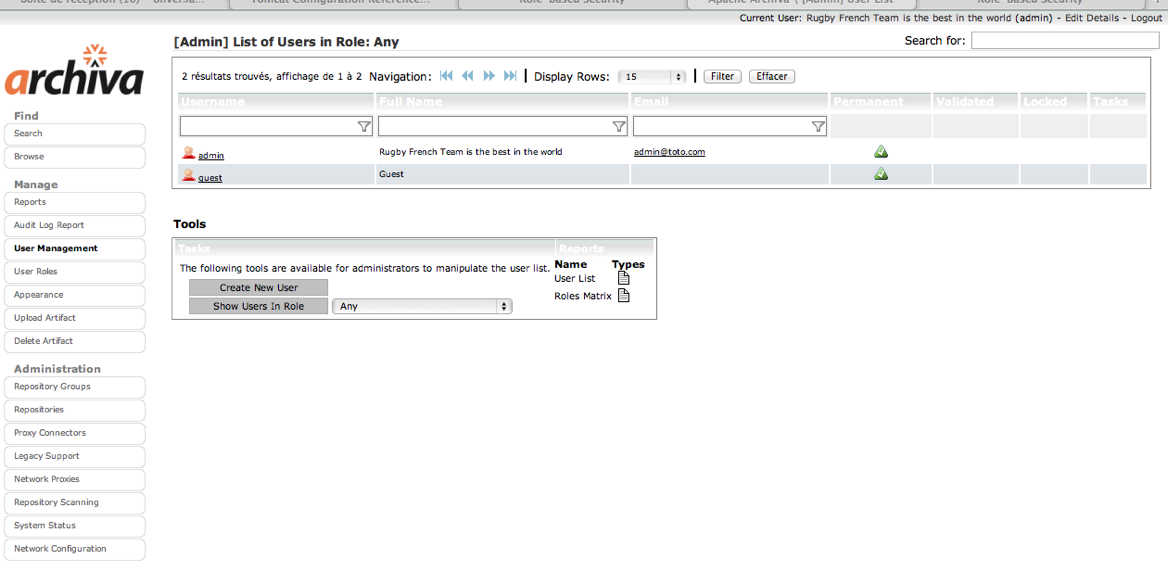 Tomcat Configuration Reference...
Role-Based Security
Apache Archiva \ [Admin] User List
Role-Based Security
Current User: Rugby French Team is the best in the world (admin) - Edit Details - Logout
archiva
[Admin] List of Users in Role: Any
Search for:
2 résultats trouvés, affichage de 1 à 2 Navigation: | Display Rows: 15 | Filter Effacer
Username Full Name Email Permanent Validated Locked Tasks
admin Rugby French Team is the best in the world admin@toto.com
guest Guest
Find
Search
Browse
Manage
Reports
Audit Log Report
User Management
User Roles
Appearance
Upload Artifact
Delete Artifact
Administration
Repository Groups
Repositories
Proxy Connectors
Legacy Support
Network Proxies
Repository Scanning
System Status
Network Configuration
Tools
Tasks Reports
The following tools are available for administrators to manipulate the user list.
Create New User
Show Users In Role Any
Name Types
User List
Roles Matrix